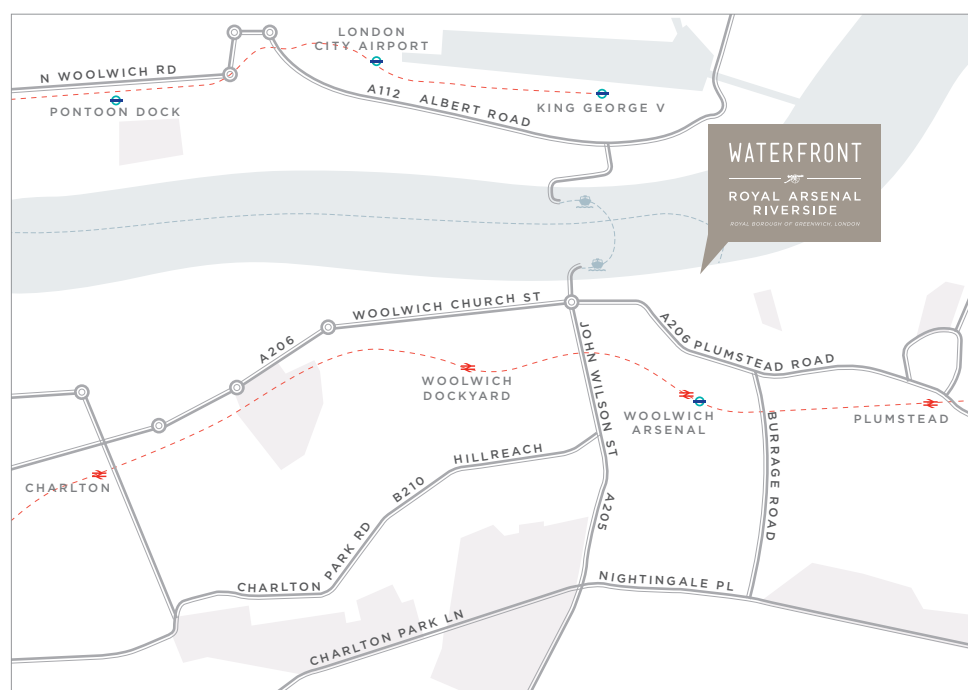 LONDON
CITY AIRPORT
N WOOLWICH RD
PONTOON DOCK
A112 ALBERT ROAD
KING GEORGE V
WATERFRONT
ROYAL ARSENAL
RIVERSIDE
ROYAL BOROUGH OF GREENWICH, LONDON
WOOLWICH CHURCH ST
A206
A206 PLUMSTEAD ROAD
JOHN WILSON ST
WOOLWICH
DOCKYARD
WOOLWICH
ARSENAL
PLUMSTEAD
BURRAGE ROAD
HILLREACH
B210
CHARLTON
A205
CHARLTON PARK RD
NIGHTINGALE PL
CHARLTON PARK LN